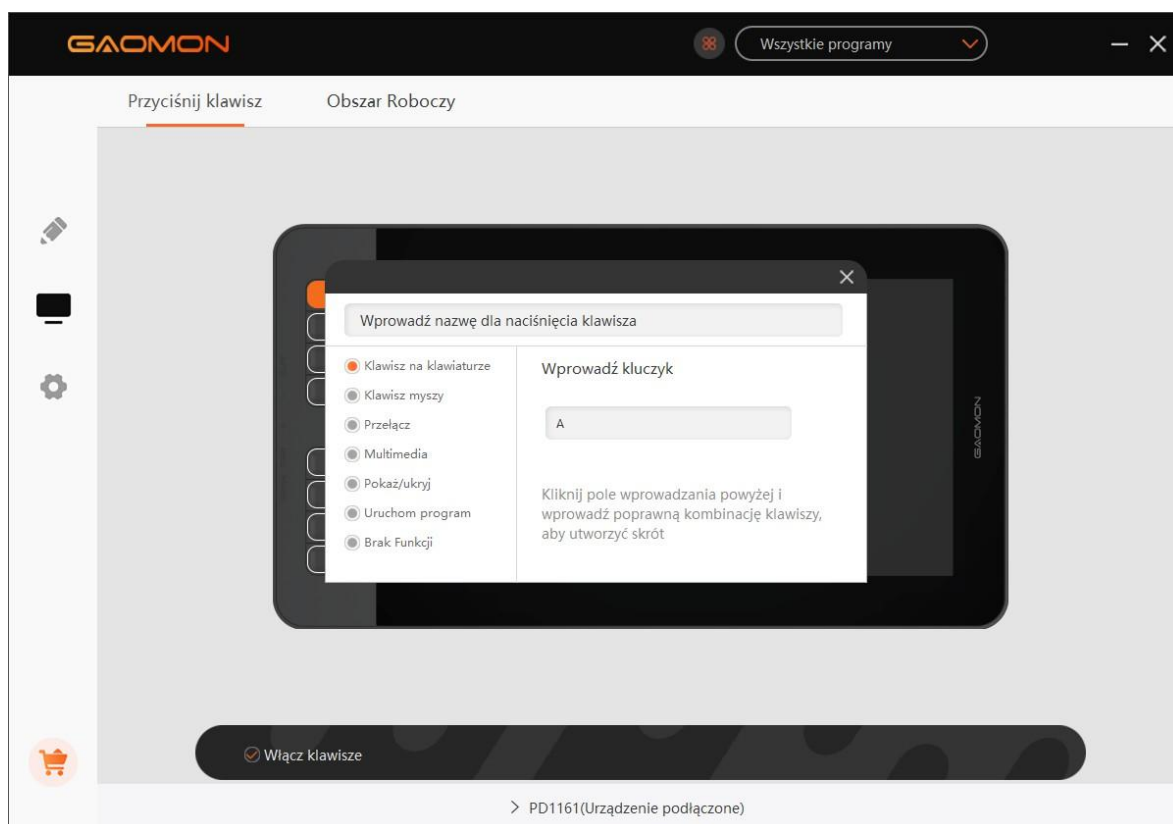 GAOMON
Wszystkie programy
Przyciśnij klawisz
Obszar Roboczy
Wprowadź nazwę dla naciśnięcia klawisza
Klawisz na klawiaturze
Klawisz myszy
Przełącz
Multimedia
Pokaż/ukryj
Uruchom program
Brak Funkcji
Wprowadź kluczyk
A
Kliknij pole wprowadzania powyżej i
wprowadź poprawną kombinację klawiszy,
aby utworzyć skrót
GAOMON
Włącz klawisze
PD1161(Urządzenie podłączone)